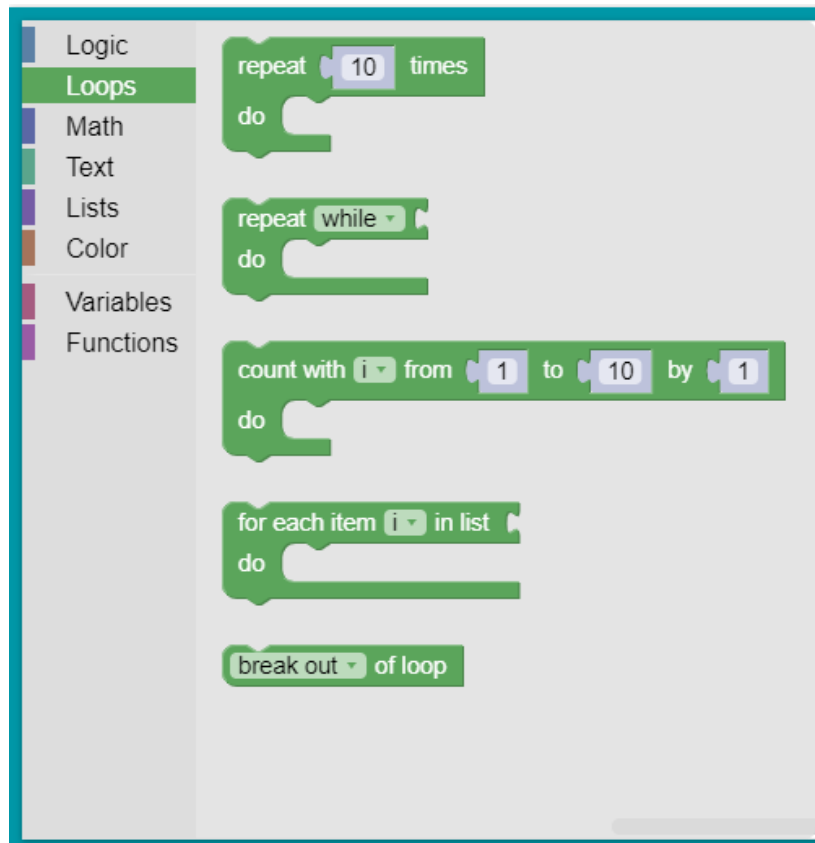 Logic
Loops
Math
Text
Lists
Color
Variables
Functions
repeat 10 times
do
repeat while
do
count with i from 1 to 10 by 1
do
for each item i in list
do
break out of loop